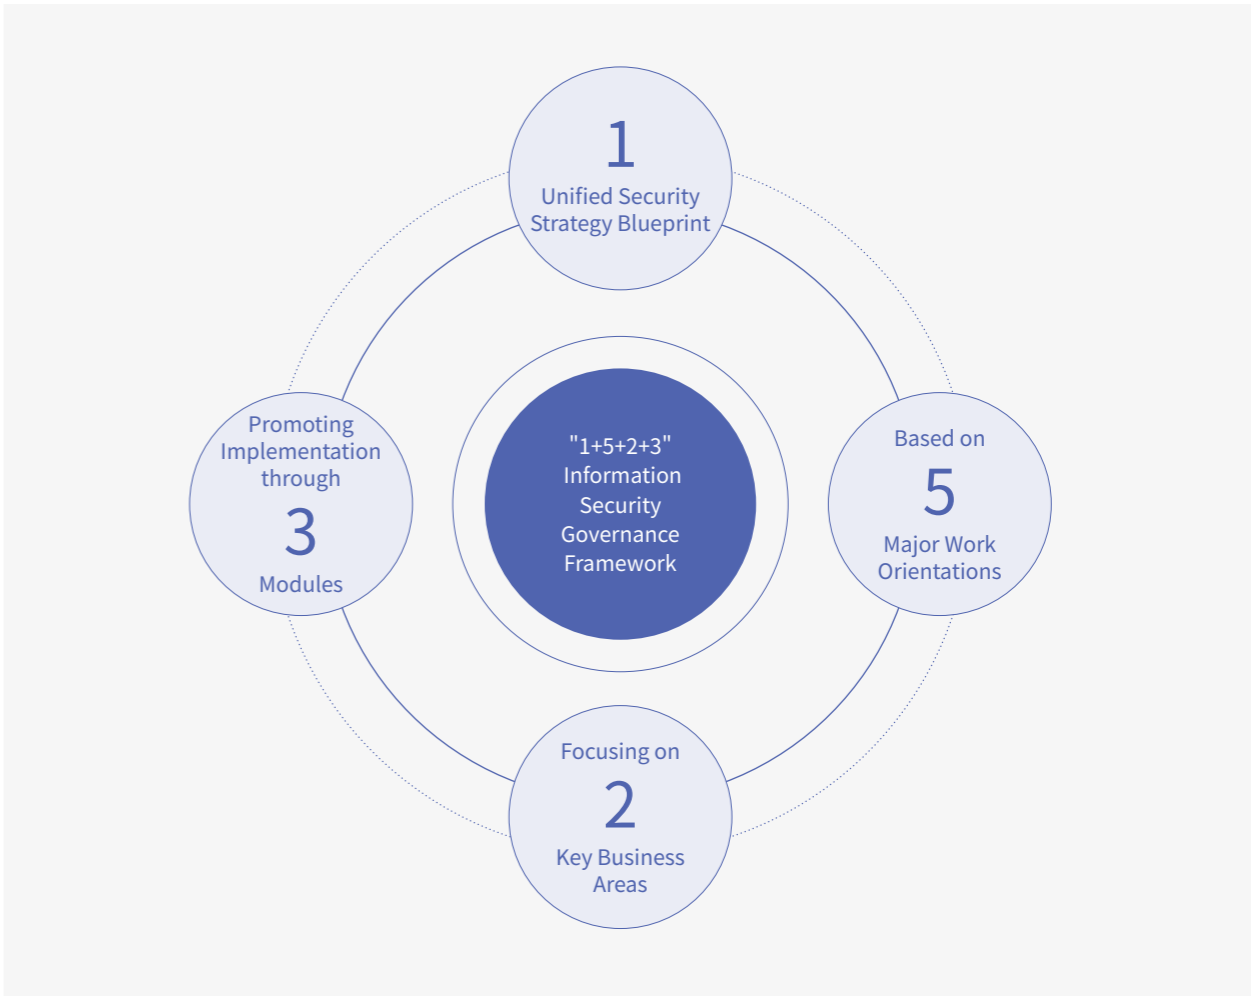 1
Unified Security
Strategy Blueprint
Promoting
Implementation
through
3
Modules
"1+5+2+3"
Information
Security
Governance
Framework
Based on
5
Major Work
Orientations
Focusing on
2
Key Business
Areas